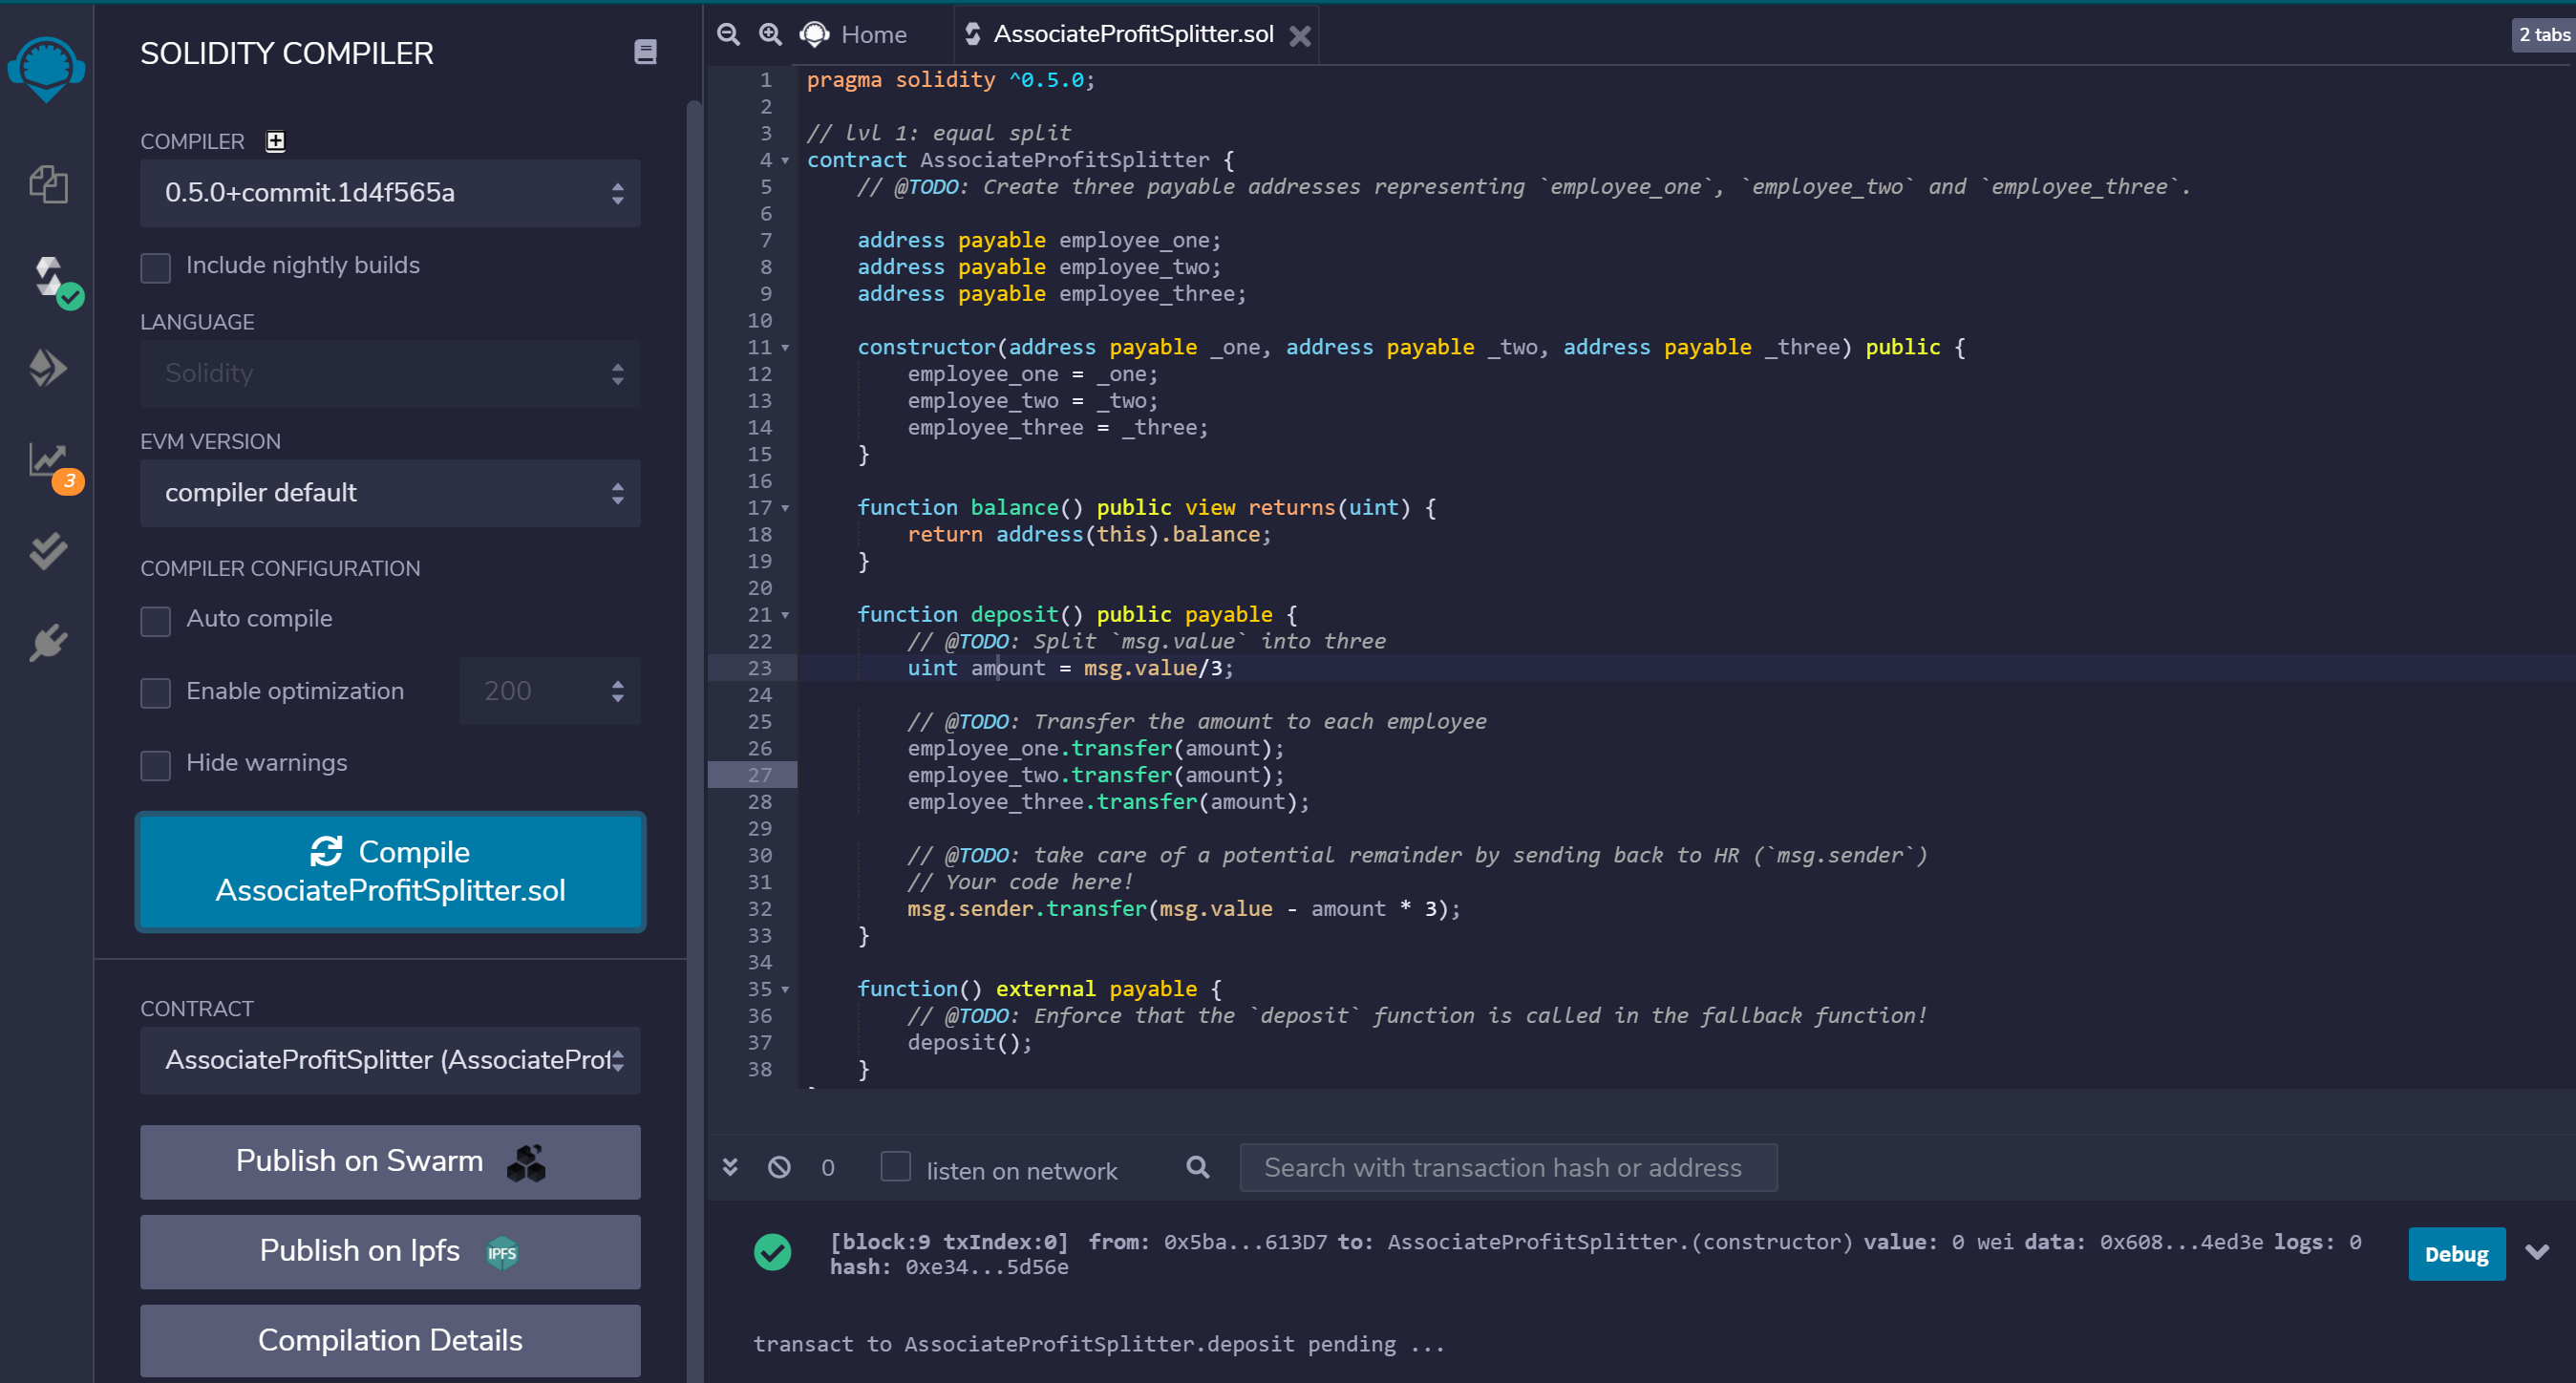 SOLIDITY COMPILER
COMPILER
0.5.0+commit.1d4f565a
Include nightly builds
LANGUAGE
Solidity
EVM VERSION
compiler default
COMPILER CONFIGURATION
Auto compile
Enable optimization 200
Hide warnings
Compile
AssociateProfitSplitter.sol
CONTRACT
AssociateProfitSplitter (AssociateProf
Publish on Swarm
Publish on Ipfs IPFS
Compilation Details
3
Home AssociateProfitSplitter.sol 2 tabs
1 pragma solidity ^0.5.0;
2
3 // lvl 1: equal split
4 contract AssociateProfitSplitter {
5 // @TODO: Create three payable addresses representing `employee_one`, `employee_two` and `employee_three`.
6
7 address payable employee_one;
8 address payable employee_two;
9 address payable employee_three;
10
11 constructor(address payable _one, address payable _two, address payable _three) public {
12 employee_one = _one;
13 employee_two = _two;
14 employee_three = _three;
15 }
16
17 function balance() public view returns(uint) {
18 return address(this).balance;
19 }
20
21 function deposit() public payable {
22 // @TODO: Split `msg.value` into three
23 uint amount = msg.value/3;
24
25 // @TODO: Transfer the amount to each employee
26 employee_one.transfer(amount);
27 employee_two.transfer(amount);
28 employee_three.transfer(amount);
29
30 // @TODO: take care of a potential remainder by sending back to HR (`msg.sender`)
31 // Your code here!
32 msg.sender.transfer(msg.value - amount * 3);
33 }
34
35 function() external payable {
36 // @TODO: Enforce that the `deposit` function is called in the fallback function!
37 deposit();
38 }
0 listen on network Search with transaction hash or address
[block:9 txIndex:0] from: 0x5ba...613D7 to: AssociateProfitSplitter.(constructor) value: 0 wei data: 0x608...4ed3e logs: 0
hash: 0xe34...5d56e
Debug
transact to AssociateProfitSplitter.deposit pending ...